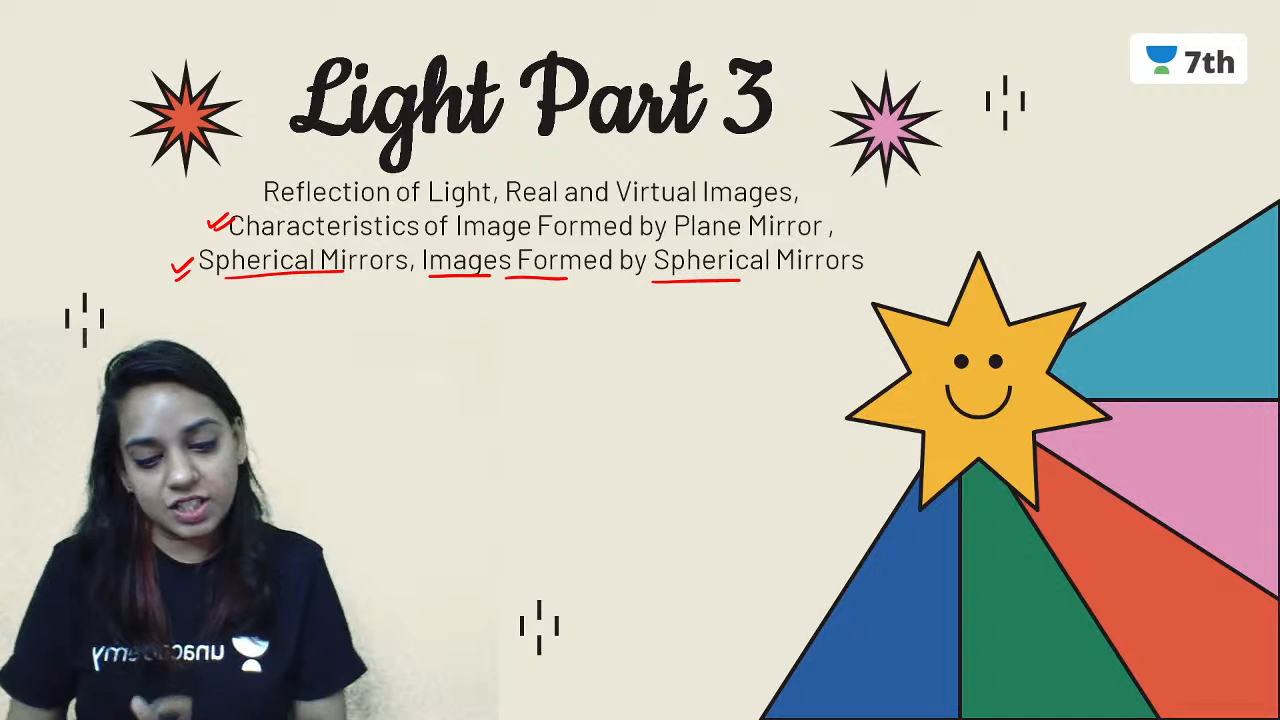 Light Part 3
7th
Reflection of Light, Real and Virtual Images,
Characteristics of Image Formed by Plane Mirror ,
Spherical Mirrors, Images Formed by Spherical Mirrors
unacademy